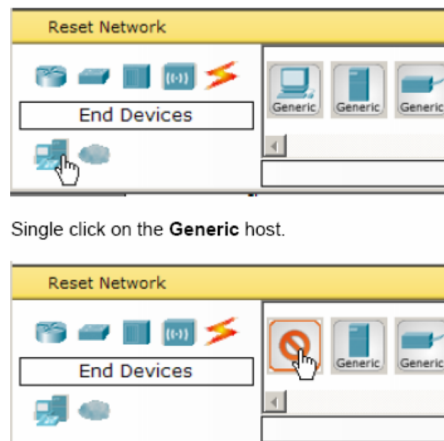 Reset Network
Generic Generic Generic
End Devices
Single click on the Generic host.
Reset Network
Generic Generic
End Devices